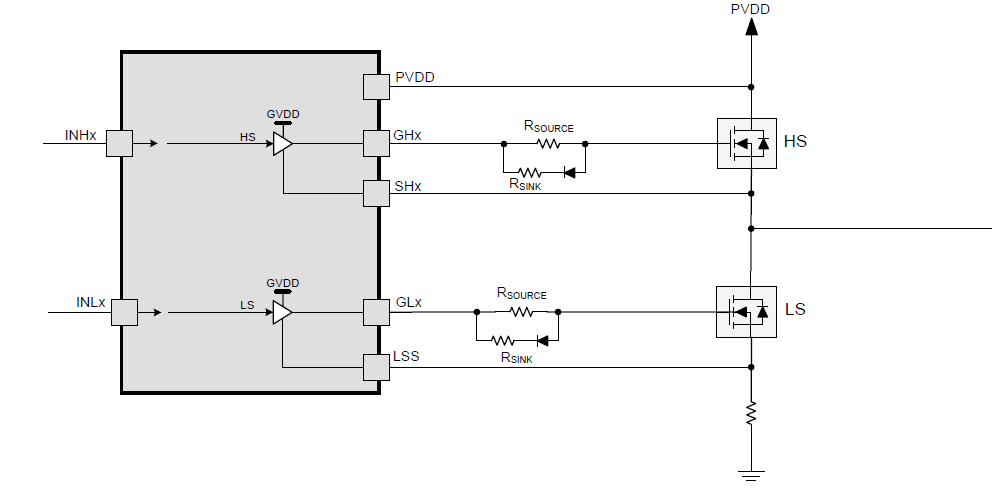 PVDD
PVDD
GVDD
INHx
HS
GHx
RSOURCE
HS
RSINK
SHx
GVDD
INLx
LS
GLx
RSOURCE
LS
RSINK
LSS